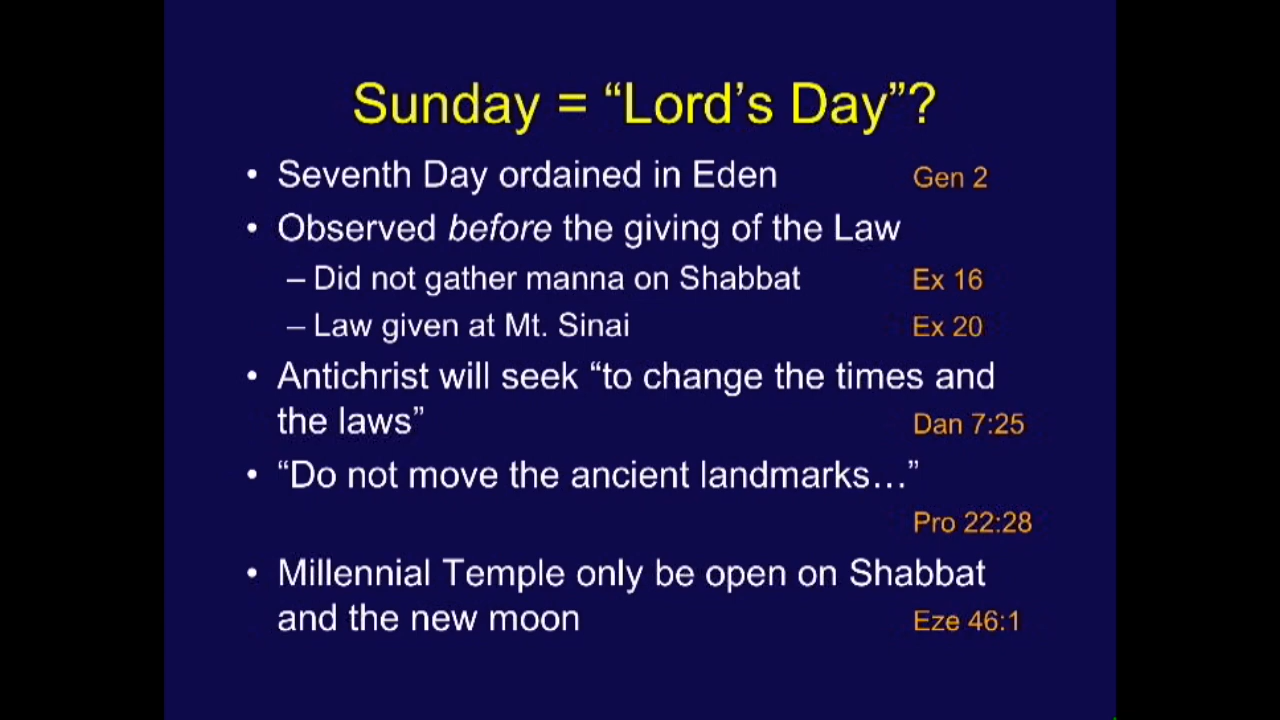 Sunday = “Lord’s Day”?
• Seventh Day ordained in Eden Gen 2
• Observed before the giving of the Law
– Did not gather manna on Shabbat Ex 16
– Law given at Mt. Sinai Ex 20
• Antichrist will seek “to change the times and
the laws” Dan 7:25
• “Do not move the ancient landmarks…”
Pro 22:28
• Millennial Temple only be open on Shabbat
and the new moon Eze 46:1